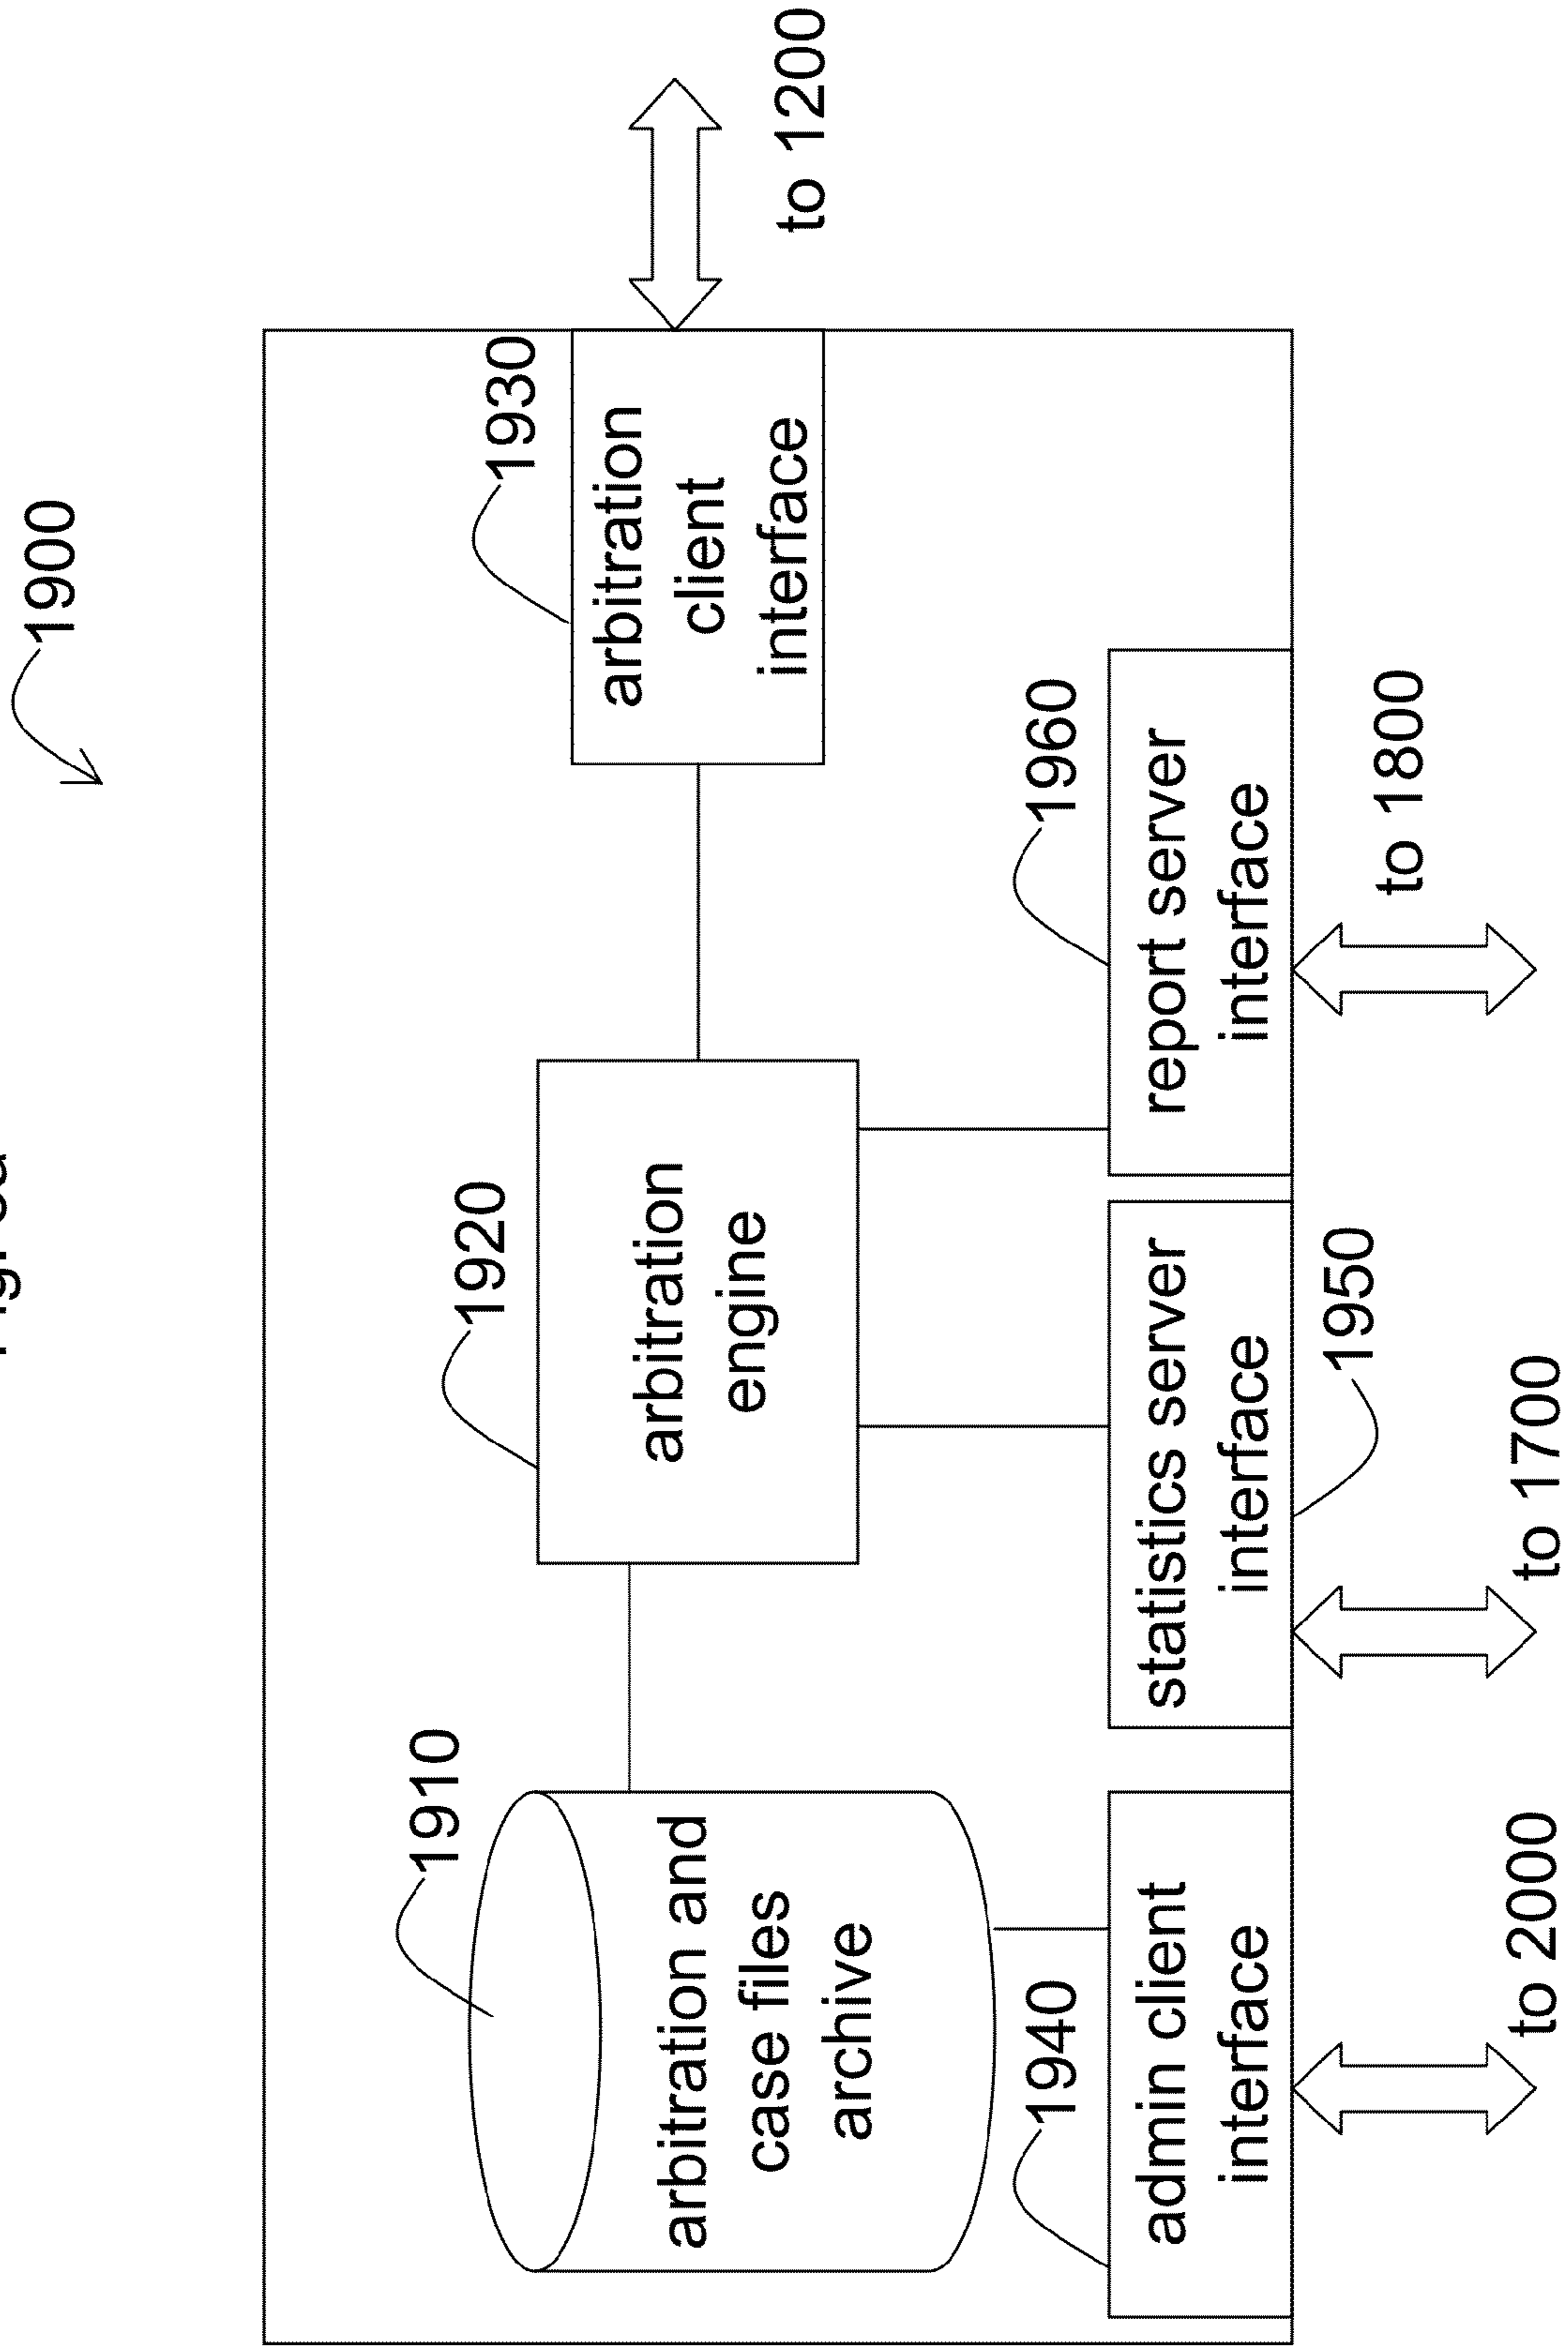 1900
1910
arbitration and
case files
archive
1920
arbitration
engine
1930
arbitration
client
interface
to 1200
1940
admin client
interface
statistics server
interface
1950
1960
report server
interface
to 2000
to 1700
to 1800